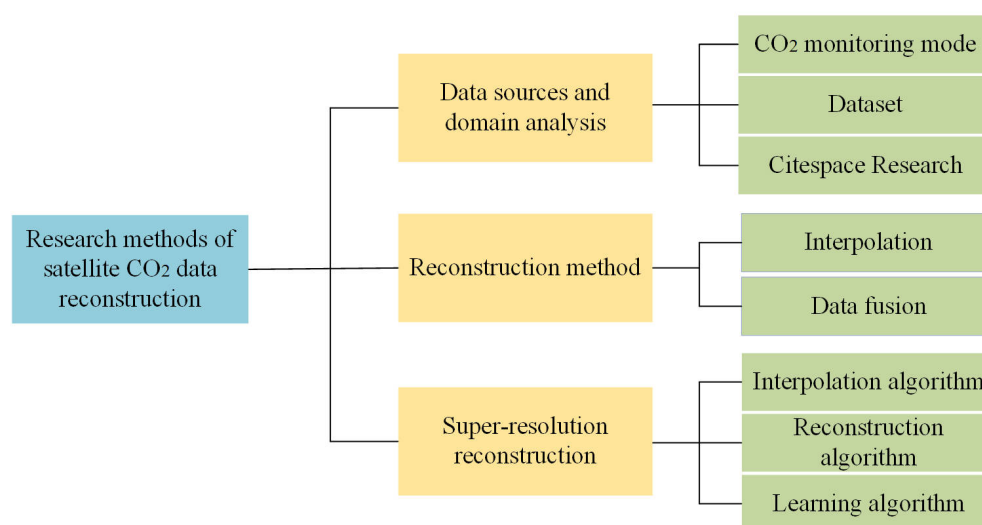 Research methods of
satellite CO₂ data
reconstruction
Data sources and
domain analysis
CO₂ monitoring mode
Dataset
Citespace Research
Reconstruction method
Interpolation
Data fusion
Super-resolution
reconstruction
Interpolation algorithm
Reconstruction
algorithm
Learning algorithm